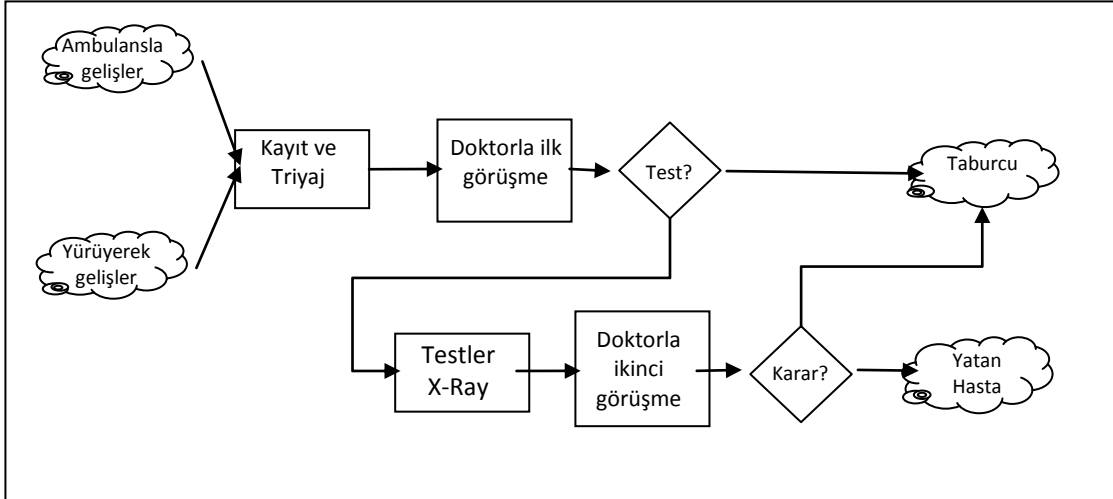 Ambulansla
gelişler
Kayıt ve
Triyaj
Doktorla ilk
görüşme
Test?
Taburcu
Yürüyerek
gelişler
Testler
X-Ray
Doktorla
ikinci
görüşme
Karar?
Yatan
Hasta